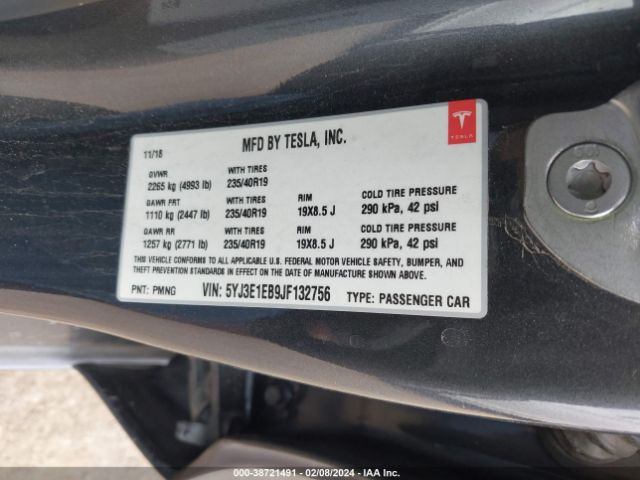 11/18
MFD BY TESLA, INC.
TESLA
GVWR WITH TIRES
2265 kg (4993 lb) 235/40R19
GAWR FRT WITH TIRES RIM COLD TIRE PRESSURE
1110 kg (2447 lb) 235/40R19 19X8.5 J 290 kPa, 42 psi
GAWR RR WITH TIRES RIM COLD TIRE PRESSURE
1257 kg (2771 lb) 235/40R19 19X8.5 J 290 kPa, 42 psi
THIS VEHICLE CONFORMS TO ALL APPLICABLE U.S. FEDERAL MOTOR VEHICLE SAFETY, BUMPER, AND
THEFT PREVENTION STANDARDS IN EFFECT ON THE DATE OF MANUFACTURE SHOWN ABOVE.
PNT: PMNG VIN: 5YJ3E1EB9JF132756 TYPE: PASSENGER CAR
000-38721491 - 02/08/2024 - IAA Inc.